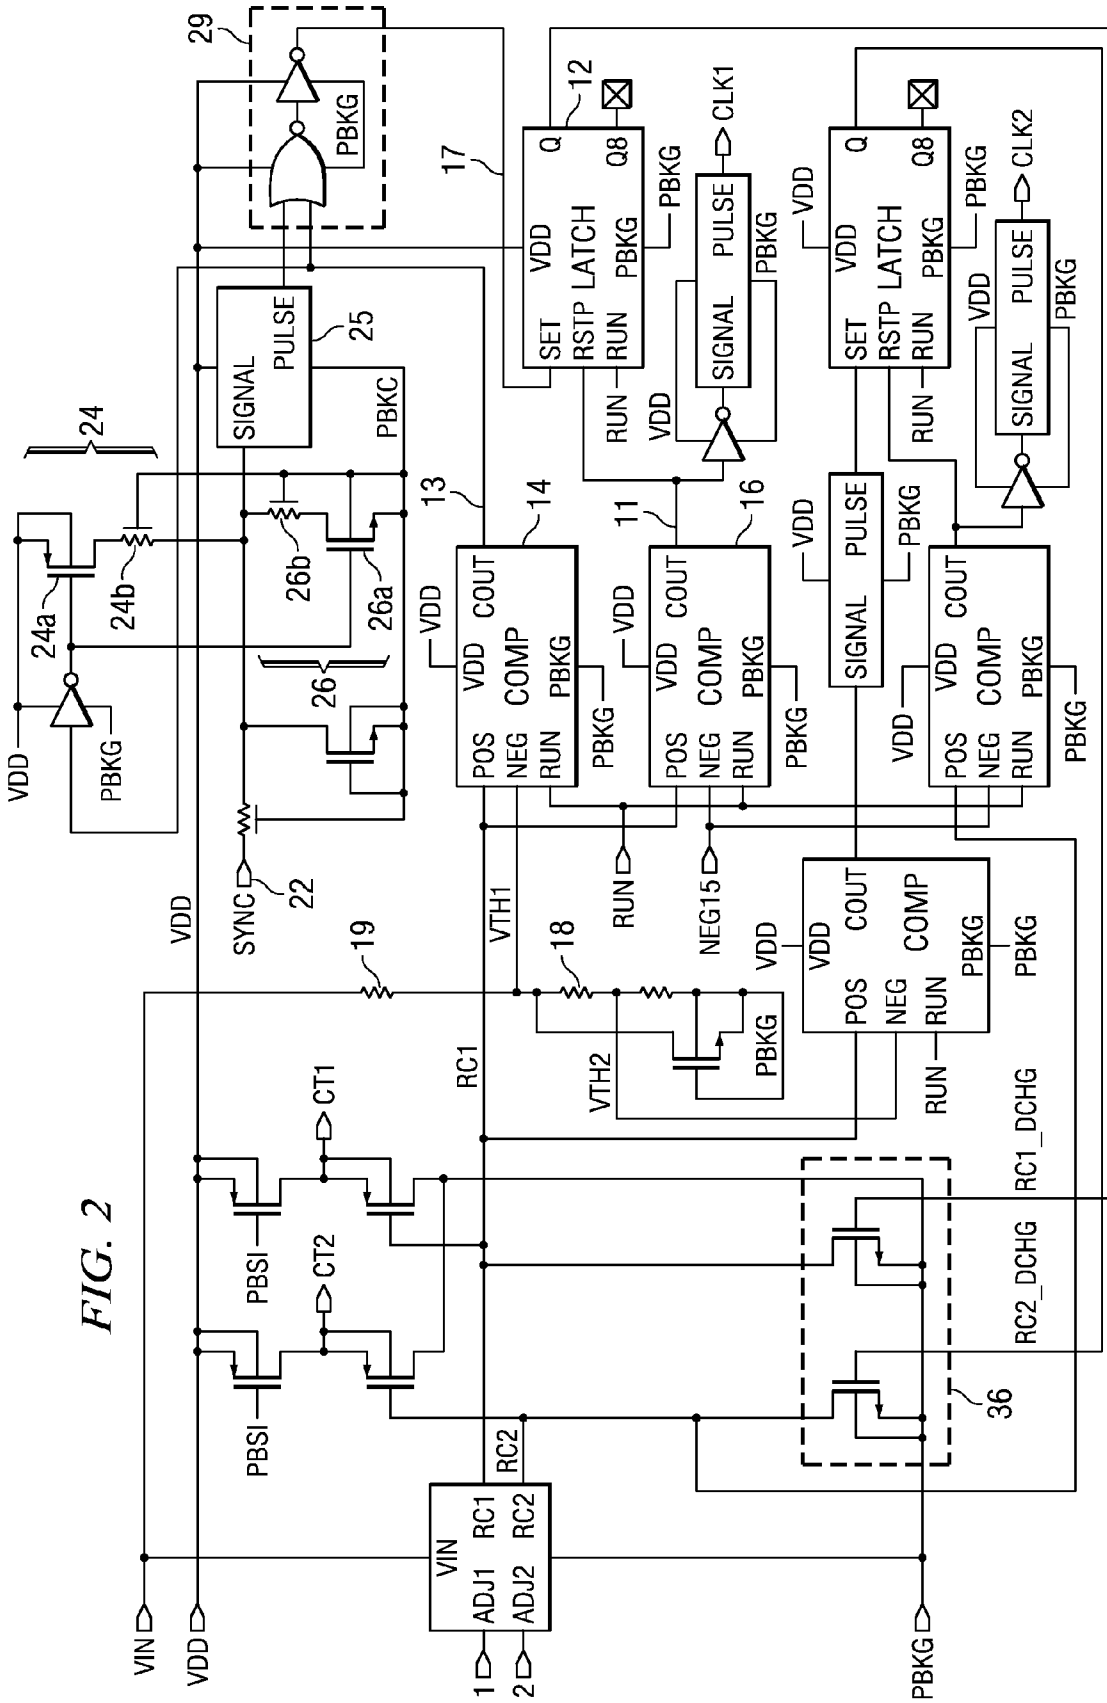 FIG. 2
VIN
VDD
1
2
PBKG
VIN
ADJ1 RC1
ADJ2 RC2
RC2
PBSI
PBSI
CT2
CT1
RC1
VDD
19
VTH1
18
VTH2
PBKG
36
RC2_DCHG
RC1_DCHG
SYNC
22
VDD
PBKG
24a
24b
24
26
26a
26b
SIGNAL
PULSE
25
PBKC
29
PBKG
VDD
VDD
POS COUT
NEG COMP
RUN PBKG
PBKG
13
14
RUN
NEG15
VDD
VDD
POS COUT
NEG COMP
RUN PBKG
PBKG
11
16
17
SET VDD Q
RSTP LATCH
RUN PBKG Q8
RUN
PBKG
12
VDD
SIGNAL PULSE
PBKG
CLK1
VDD
VDD
POS COUT
NEG COMP
RUN PBKG
RUN
PBKG
VDD
SIGNAL PULSE
PBKG
VDD
VDD
POS COUT
NEG COMP
RUN PBKG
PBKG
VDD
SET VDD Q
RSTP LATCH
RUN PBKG Q8
RUN
PBKG
VDD
SIGNAL PULSE
PBKG
CLK2